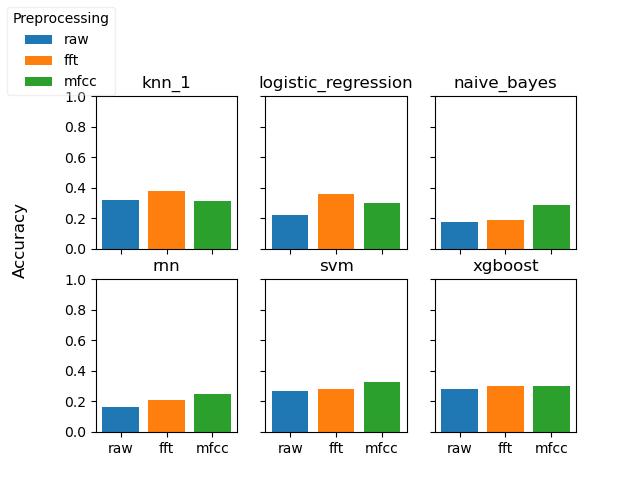 Preprocessing
raw
fft
mfcc
knn_1
logistic_regression
naive_bayes
1.0
0.8
0.6
0.4
0.2
0.0
Accuracy
rnn
svm
xgboost
1.0
0.8
0.6
0.4
0.2
0.0
raw fft mfcc
raw fft mfcc
raw fft mfcc